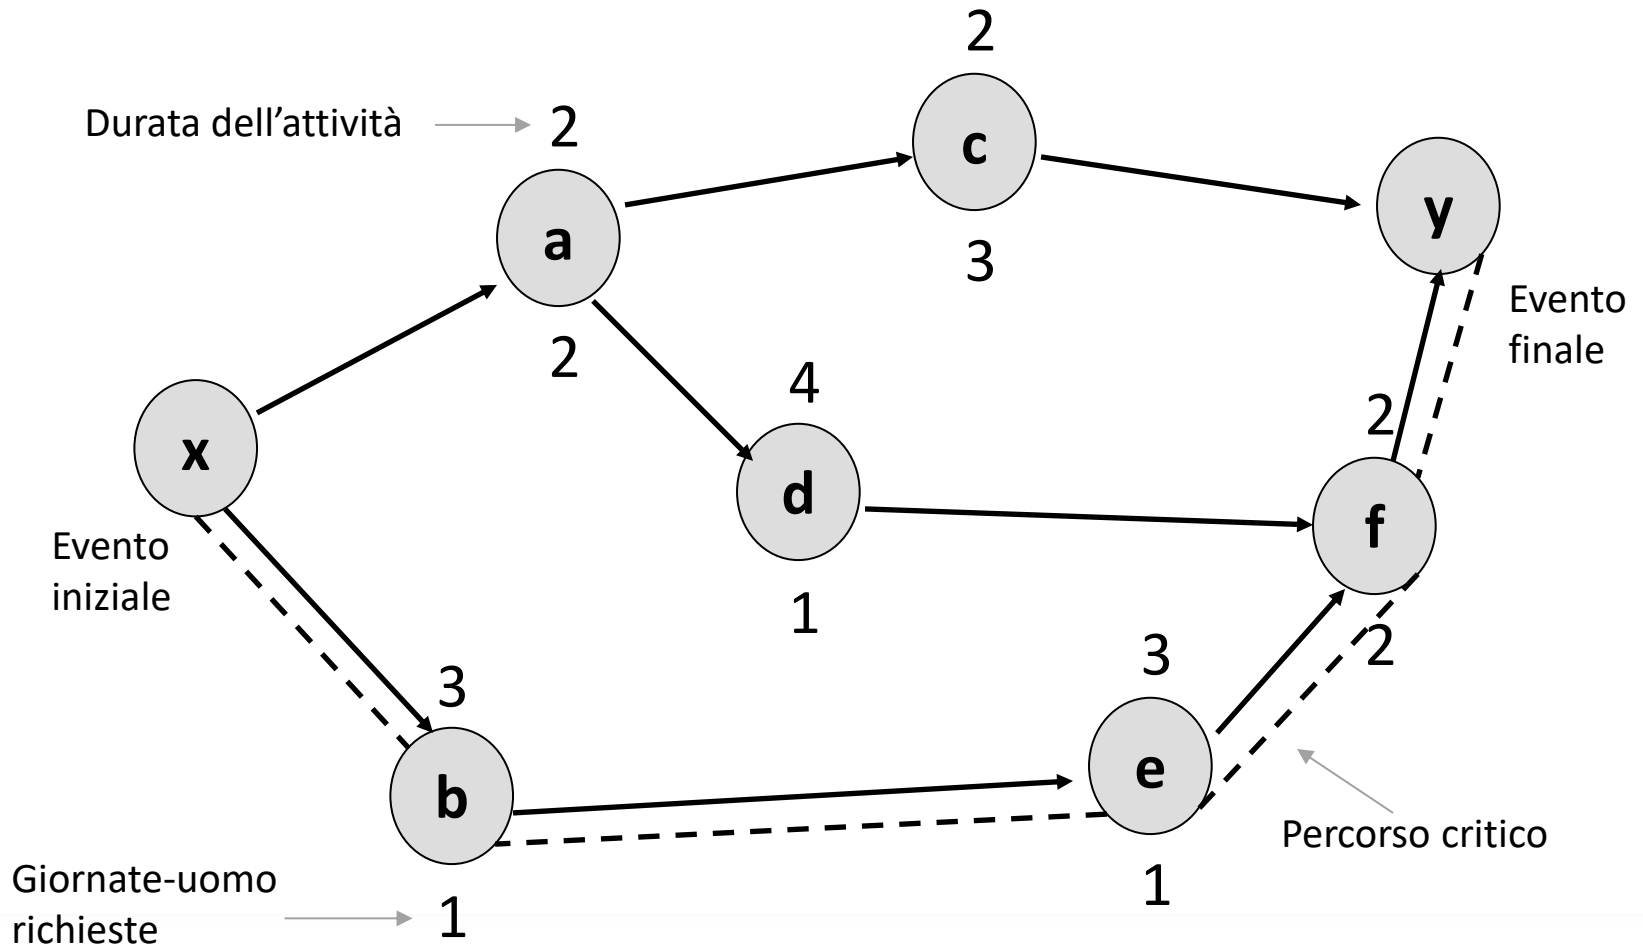 2
Durata dell’attività
2
c
a
y
3
Evento
finale
2
4
2
x
d
f
Evento
iniziale
1
2
3
3
b
e
Percorso critico
Giornate-uomo
richieste
1
1